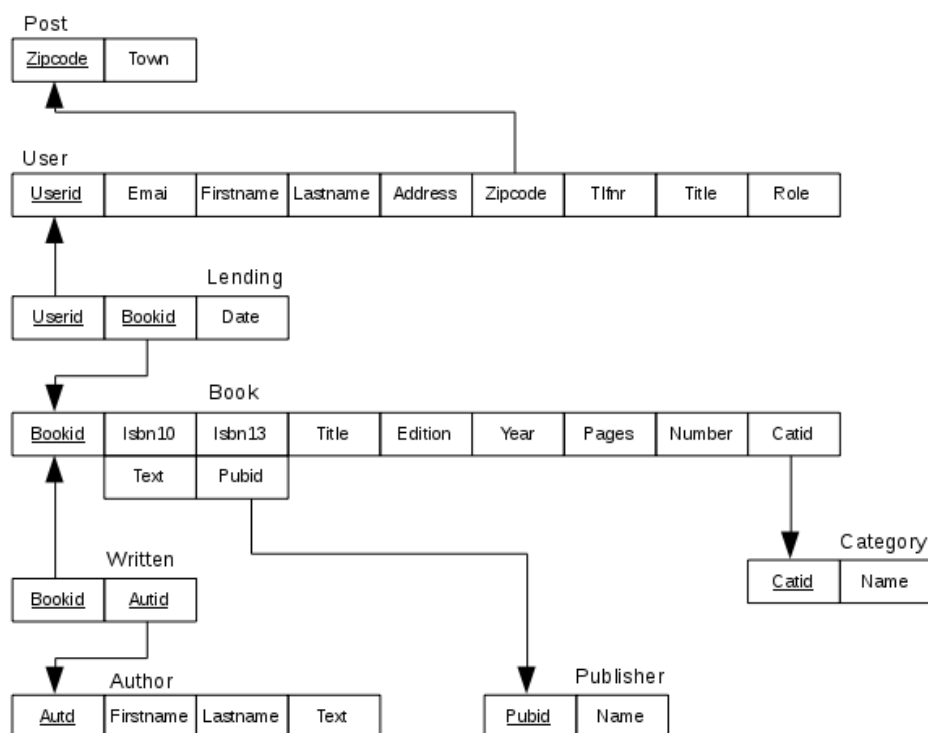 Post
Zipcode Town
User
Userid Emai Firstname Lastname Address Zipcode Tlfnr Title Role
Lending
Userid Bookid Date
Book
Bookid Isbn10 Isbn13 Title Edition Year Pages Number Catid
Text Pubid
Written
Bookid Autid
Category
Catid Name
Author
Autd Firstname Lastname Text
Publisher
Pubid Name